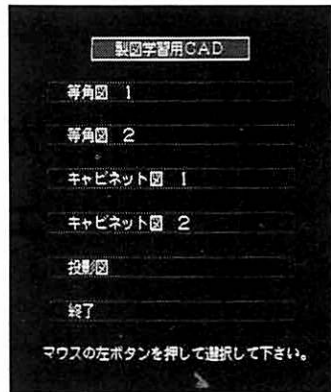 製図学習用CAD
等角図 1
等角図 2
キャビネット図 1
キャビネット図 2
投影図
終了
マウスの左ボタンを押して選択して下さい。